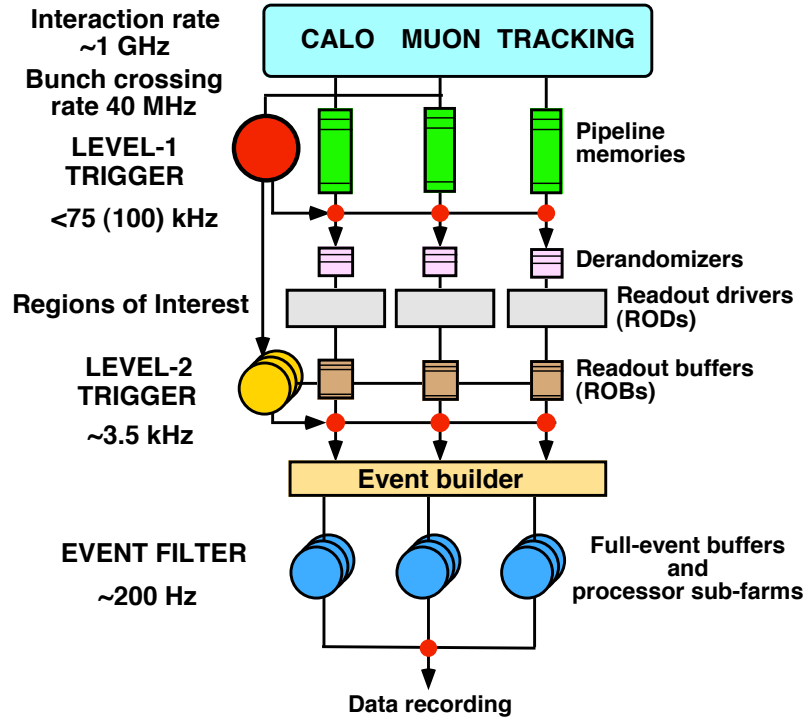 Interaction rate
~1 GHz
CALO MUON TRACKING
Bunch crossing
rate 40 MHz
LEVEL-1
TRIGGER
<75 (100) kHz
Pipeline
memories
Derandomizers
Regions of Interest
Readout drivers
(RODs)
LEVEL-2
TRIGGER
~3.5 kHz
Readout buffers
(ROBs)
Event builder
EVENT FILTER
~200 Hz
Full-event buffers
and
processor sub-farms
Data recording